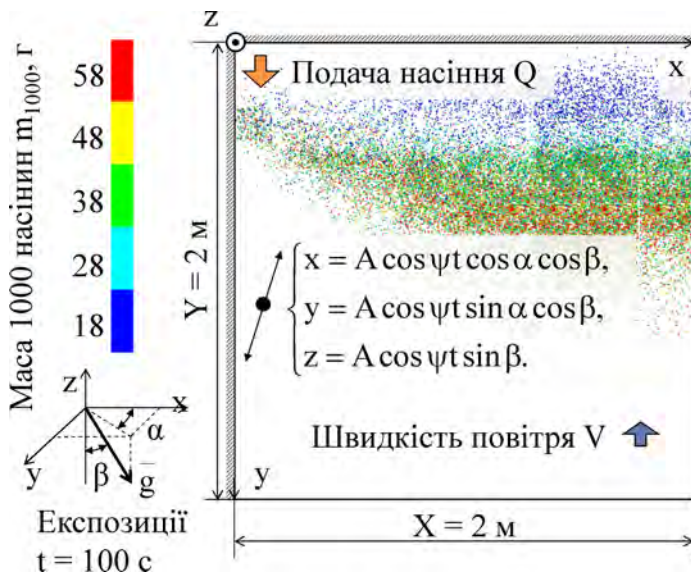 Маса 1000 насінин m₁₀₀₀, г
58
48
38
28
18
z
x
Подача насіння Q
Y = 2 м
x = A cos ψt cos α cos β,
y = A cos ψt sin α cos β,
z = A cos ψt sin β.
Швидкість повітря V
y
X = 2 м
z
x
y
α
β
g
Експозиції
t = 100 с